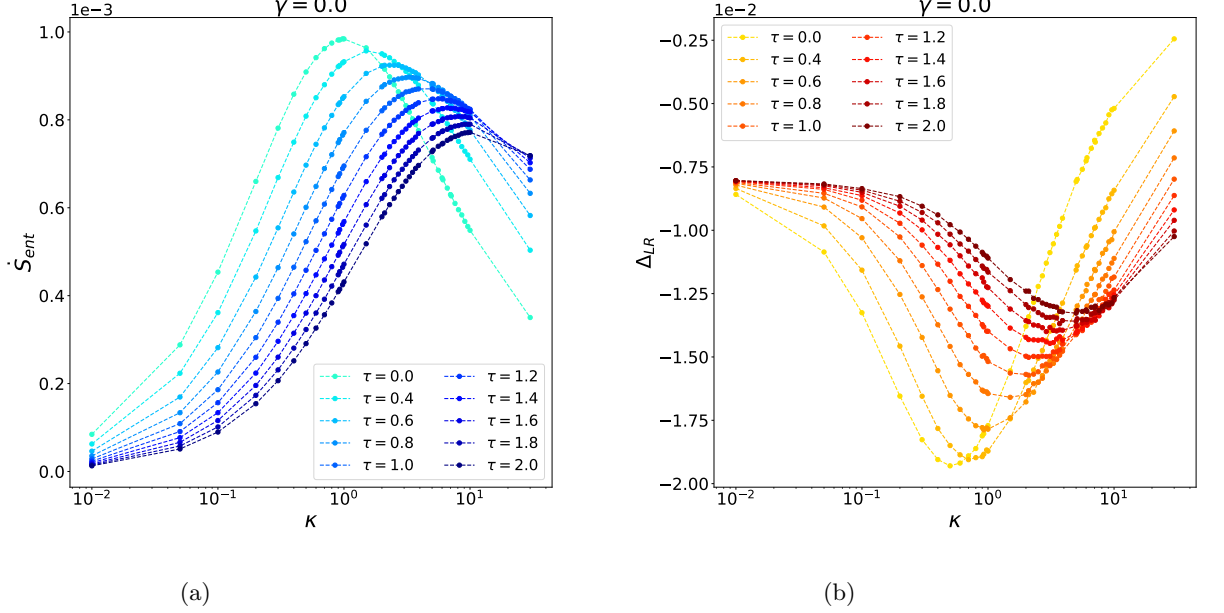 1e−3
γ = 0.0
1.0
0.8
0.6
0.4
0.2
0.0
Ṡent
τ = 0.0
τ = 0.4
τ = 0.6
τ = 0.8
τ = 1.0
τ = 1.2
τ = 1.4
τ = 1.6
τ = 1.8
τ = 2.0
10⁻² 10⁻¹ 10⁰ 10¹
κ
(a)
1e−2
γ = 0.0
−0.25
−0.50
−0.75
−1.00
−1.25
−1.50
−1.75
−2.00
Δ_LR
τ = 0.0
τ = 0.4
τ = 0.6
τ = 0.8
τ = 1.0
τ = 1.2
τ = 1.4
τ = 1.6
τ = 1.8
τ = 2.0
10⁻² 10⁻¹ 10⁰ 10¹
κ
(b)